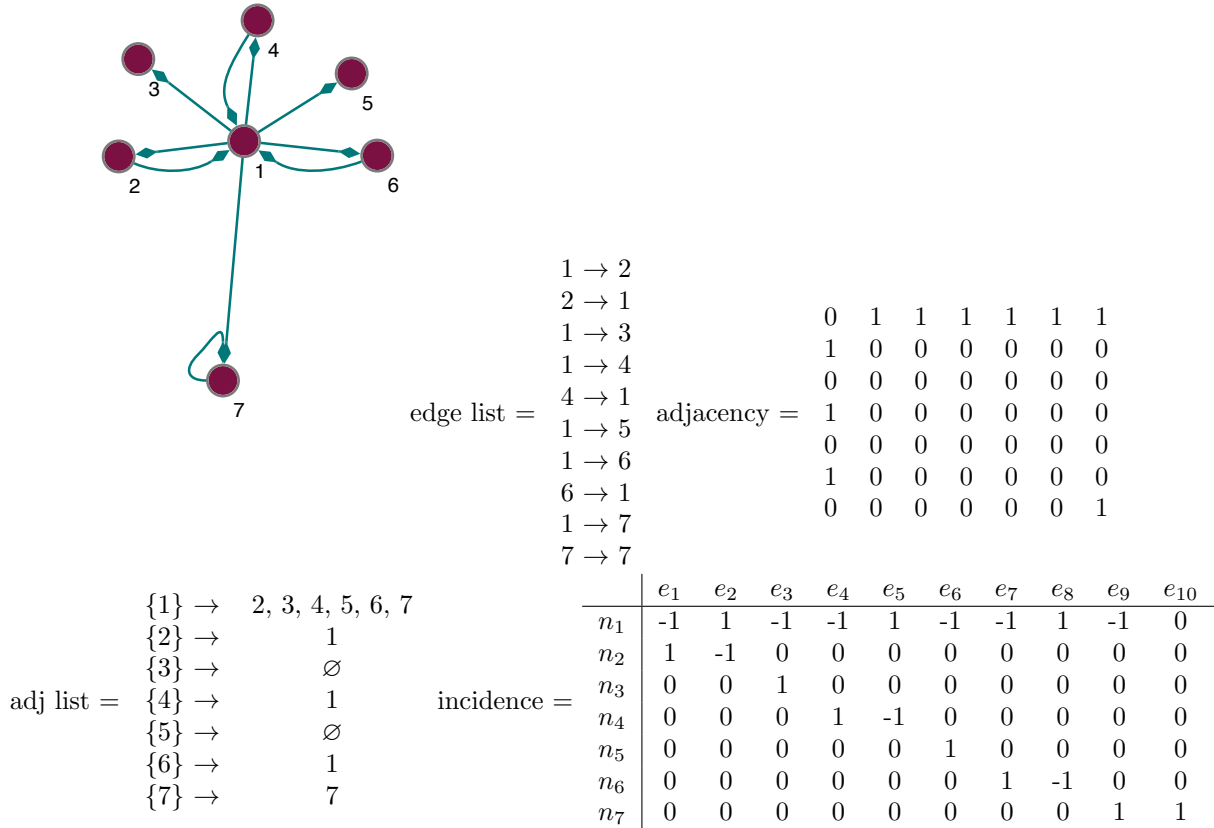 4
3
5
1
2
6
7
edge list =
1 → 2
2 → 1
1 → 3
1 → 4
4 → 1
1 → 5
1 → 6
6 → 1
1 → 7
7 → 7
adjacency =
0 1 1 1 1 1 1
1 0 0 0 0 0 0
0 0 0 0 0 0 0
1 0 0 0 0 0 0
0 0 0 0 0 0 0
1 0 0 0 0 0 0
0 0 0 0 0 0 1
adj list =
{1} → 2, 3, 4, 5, 6, 7
{2} → 1
{3} → ∅
{4} → 1
{5} → ∅
{6} → 1
{7} → 7
incidence =
e₁ e₂ e₃ e₄ e₅ e₆ e₇ e₈ e₉ e₁₀
n₁ -1 1 -1 -1 1 -1 -1 1 -1 0
n₂ 1 -1 0 0 0 0 0 0 0 0
n₃ 0 0 1 0 0 0 0 0 0 0
n₄ 0 0 0 1 -1 0 0 0 0 0
n₅ 0 0 0 0 0 1 0 0 0 0
n₆ 0 0 0 0 0 0 1 -1 0 0
n₇ 0 0 0 0 0 0 0 0 1 1